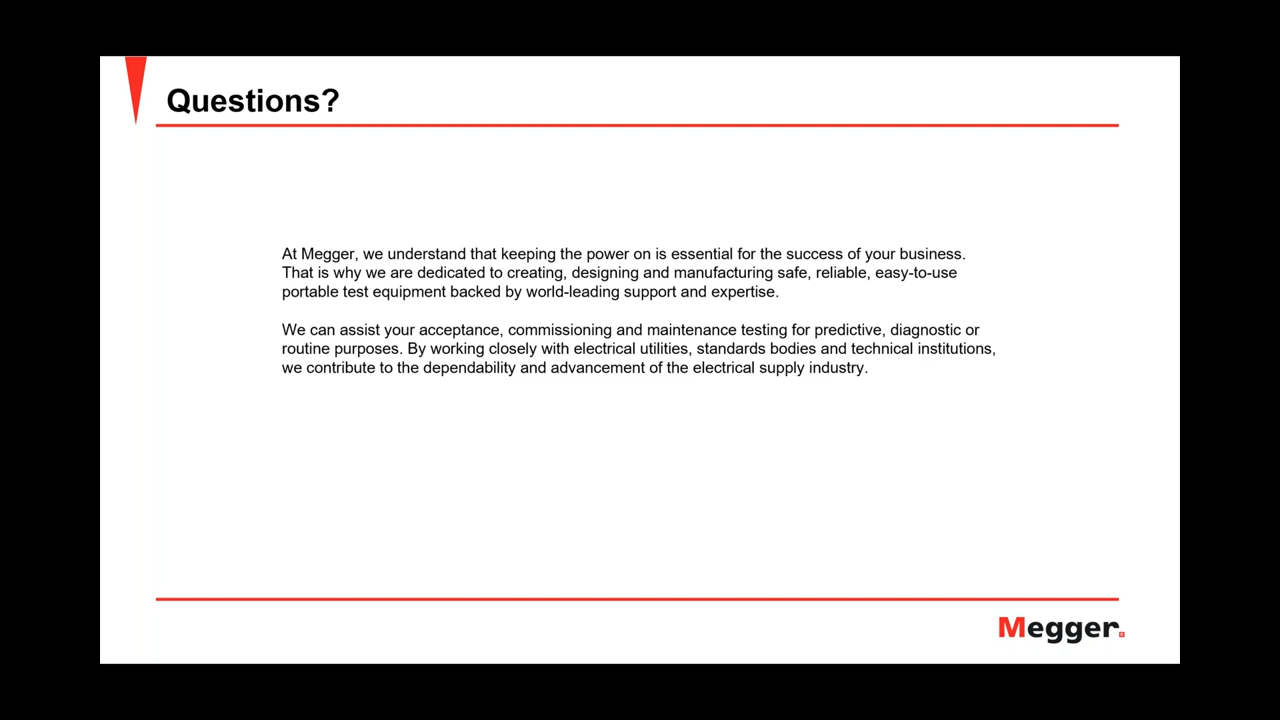 Questions?
At Megger, we understand that keeping the power on is essential for the success of your business.
That is why we are dedicated to creating, designing and manufacturing safe, reliable, easy-to-use
portable test equipment backed by world-leading support and expertise.
We can assist your acceptance, commissioning and maintenance testing for predictive, diagnostic or
routine purposes. By working closely with electrical utilities, standards bodies and technical institutions,
we contribute to the dependability and advancement of the electrical supply industry.
Megger.